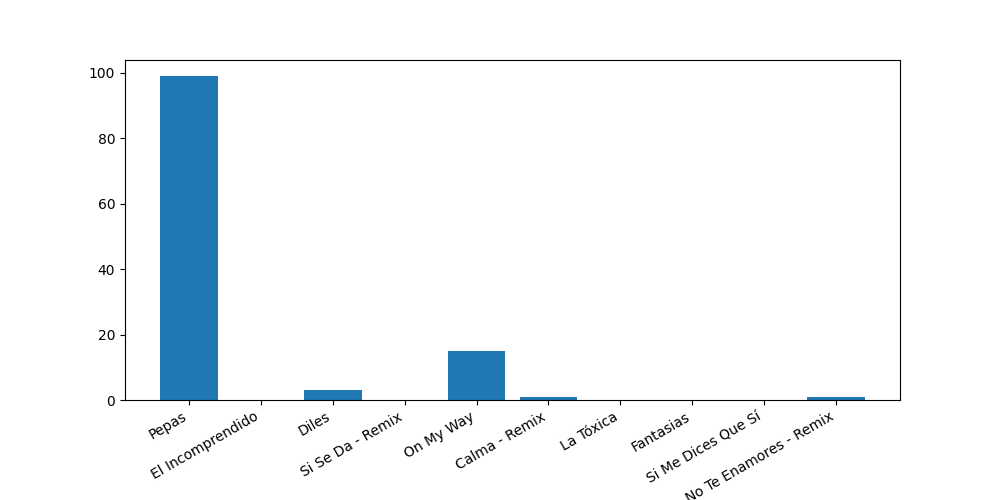 100
80
60
40
20
0
Pepas
El Incomprendido
Diles
Si Se Da - Remix
On My Way
Calma - Remix
La Tóxica
Fantasias
Si Me Dices Que Sí
No Te Enamores - Remix